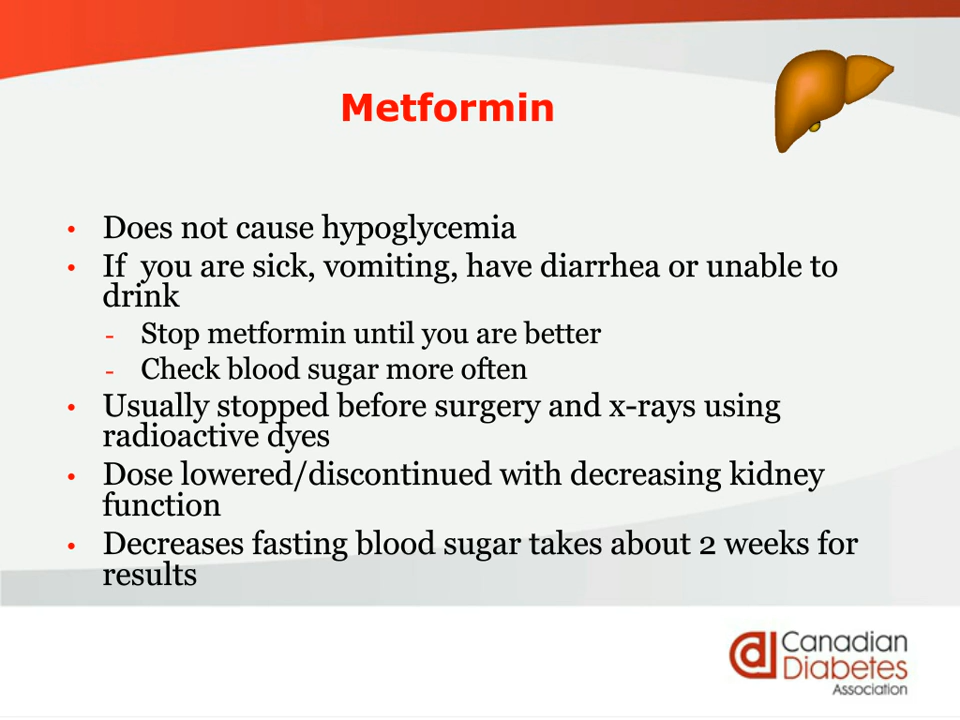 Metformin
• Does not cause hypoglycemia
• If  you are sick, vomiting, have diarrhea or unable to
drink
- Stop metformin until you are better
- Check blood sugar more often
• Usually stopped before surgery and x-rays using
radioactive dyes
• Dose lowered/discontinued with decreasing kidney
function
• Decreases fasting blood sugar takes about 2 weeks for
results
Canadian
Diabetes
Association